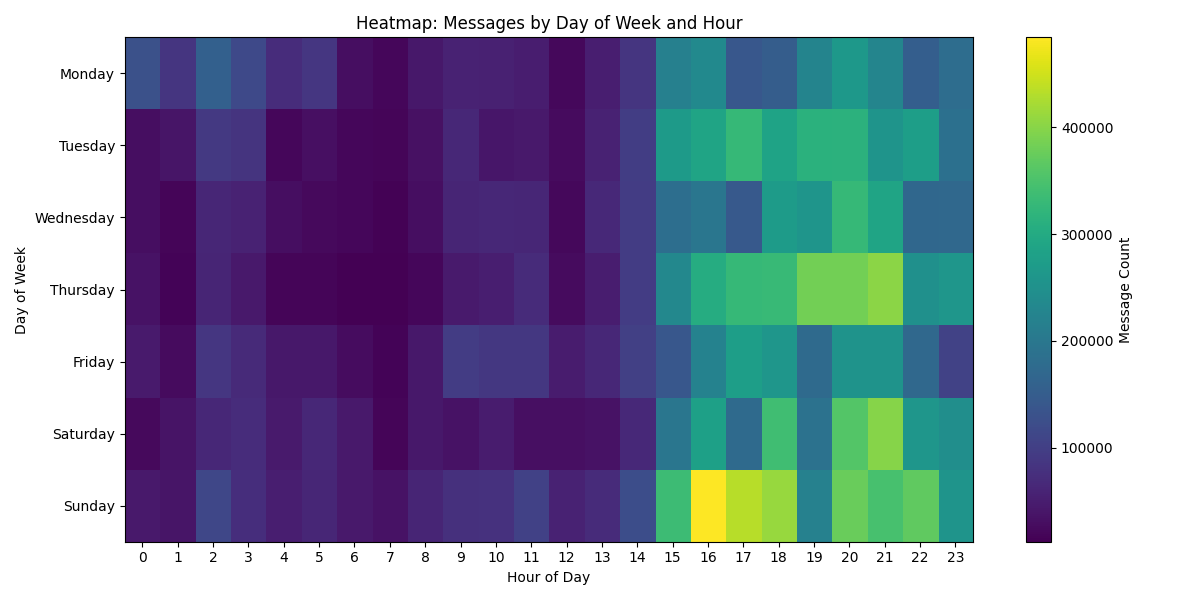 Heatmap: Messages by Day of Week and Hour
Monday
Tuesday
Wednesday
Thursday
Friday
Saturday
Sunday
Day of Week
0 1 2 3 4 5 6 7 8 9 10 11 12 13 14 15 16 17 18 19 20 21 22 23
Hour of Day
400000
300000
200000
100000
Message Count